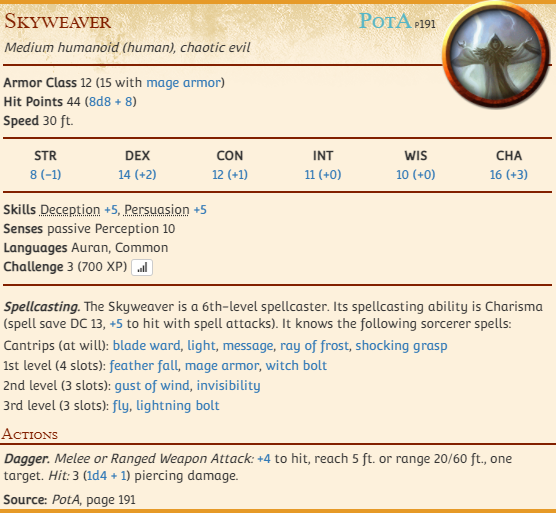 Skyweaver PotA p191
Medium humanoid (human), chaotic evil
Armor Class 12 (15 with mage armor)
Hit Points 44 (8d8 + 8)
Speed 30 ft.
STR DEX CON INT WIS CHA
8 (−1) 14 (+2) 12 (+1) 11 (+0) 10 (+0) 16 (+3)
Skills Deception +5, Persuasion +5
Senses passive Perception 10
Languages Auran, Common
Challenge 3 (700 XP)
Spellcasting. The Skyweaver is a 6th-level spellcaster. Its spellcasting ability is Charisma
(spell save DC 13, +5 to hit with spell attacks). It knows the following sorcerer spells:
Cantrips (at will): blade ward, light, message, ray of frost, shocking grasp
1st level (4 slots): feather fall, mage armor, witch bolt
2nd level (3 slots): gust of wind, invisibility
3rd level (3 slots): fly, lightning bolt
Actions
Dagger. Melee or Ranged Weapon Attack: +4 to hit, reach 5 ft. or range 20/60 ft., one
target. Hit: 3 (1d4 + 1) piercing damage.
Source: PotA, page 191